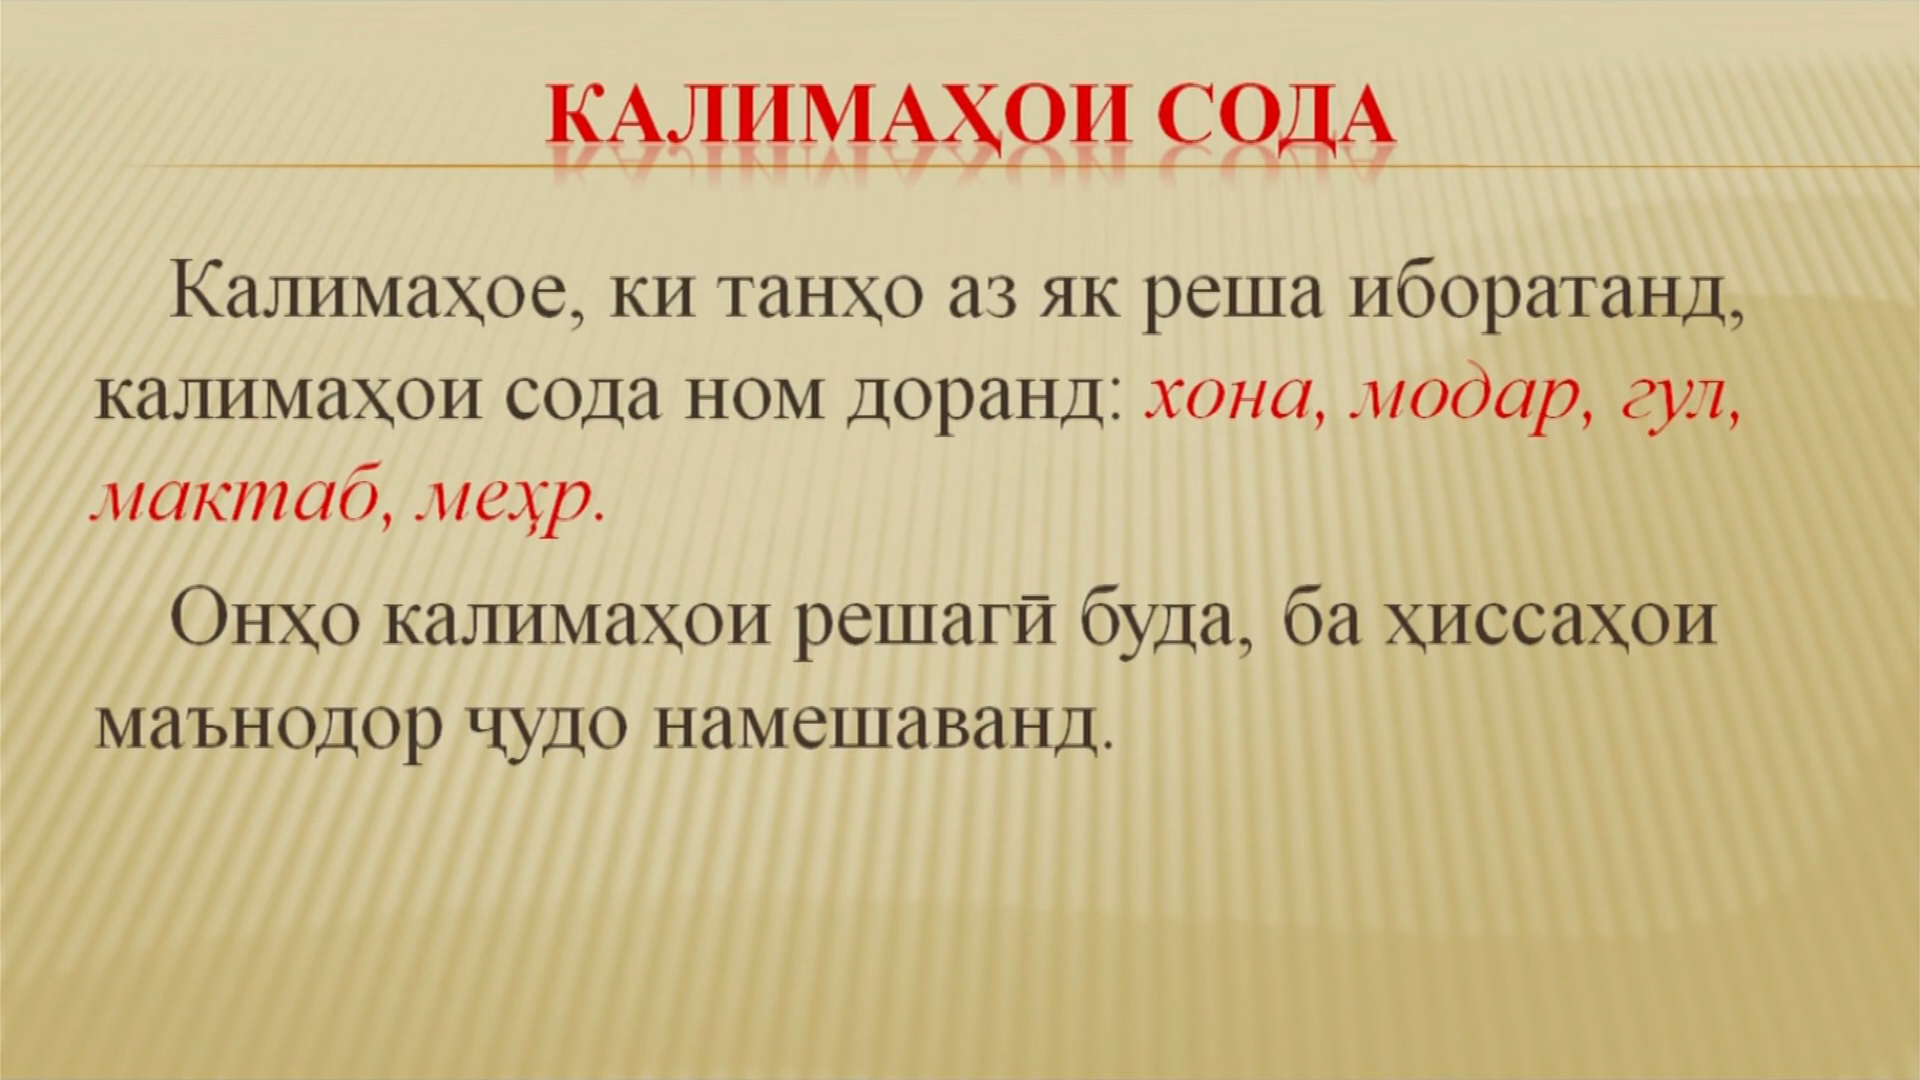 КАЛИМАҲОИ СОДА
Калимаҳое, ки танҳо аз як реша иборатанд,
калимаҳои сода ном доранд: хона, модар, гул,
мактаб, меҳр.
Онҳо калимаҳои решагӣ буда, ба ҳиссаҳои
маънодор ҷудо намешаванд.